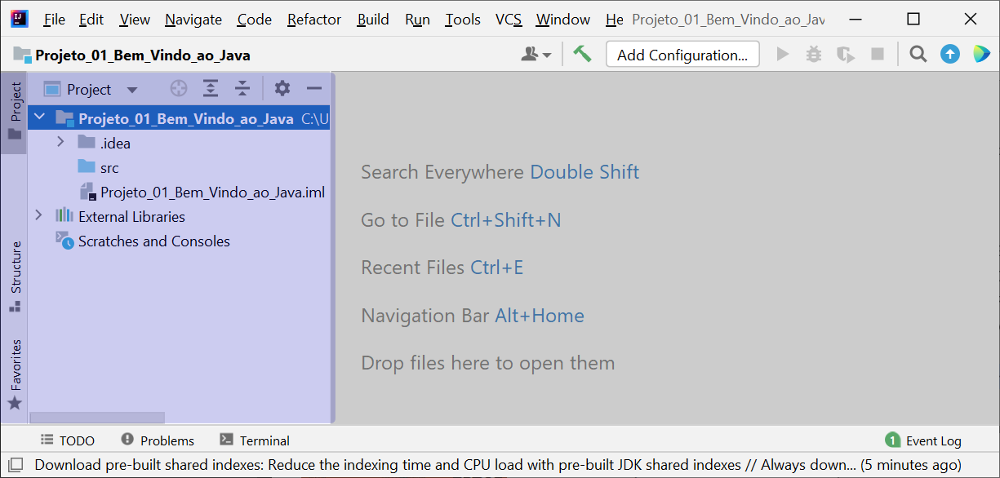 File Edit View Navigate Code Refactor Build Run Tools VCS Window He Projeto_01_Bem_Vindo_ao_Jav
Projeto_01_Bem_Vindo_ao_Java Add Configuration...
Project
Project
Projeto_01_Bem_Vindo_ao_Java C:\U
.idea
src
Projeto_01_Bem_Vindo_ao_Java.iml
External Libraries
Scratches and Consoles
Structure
Favorites
Search Everywhere Double Shift
Go to File Ctrl+Shift+N
Recent Files Ctrl+E
Navigation Bar Alt+Home
Drop files here to open them
TODO Problems Terminal 1 Event Log
Download pre-built shared indexes: Reduce the indexing time and CPU load with pre-built JDK shared indexes // Always down... (5 minutes ago)